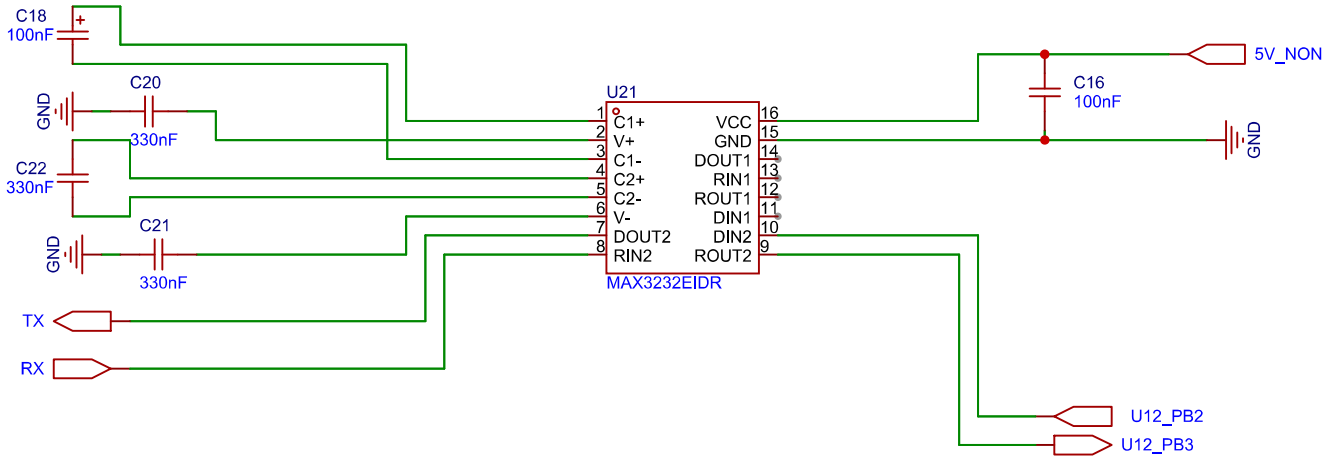 C18
100nF
+
C20
330nF
GND
C22
330nF
C21
330nF
GND
TX
RX
U21
1 C1+ VCC 16
2 V+ GND 15
3 C1- DOUT1 14
4 C2+ RIN1 13
5 C2- ROUT1 12
6 V- DIN1 11
7 DOUT2 DIN2 10
8 RIN2 ROUT2 9
MAX3232EIDR
5V_NON
C16
100nF
GND
U12_PB2
U12_PB3